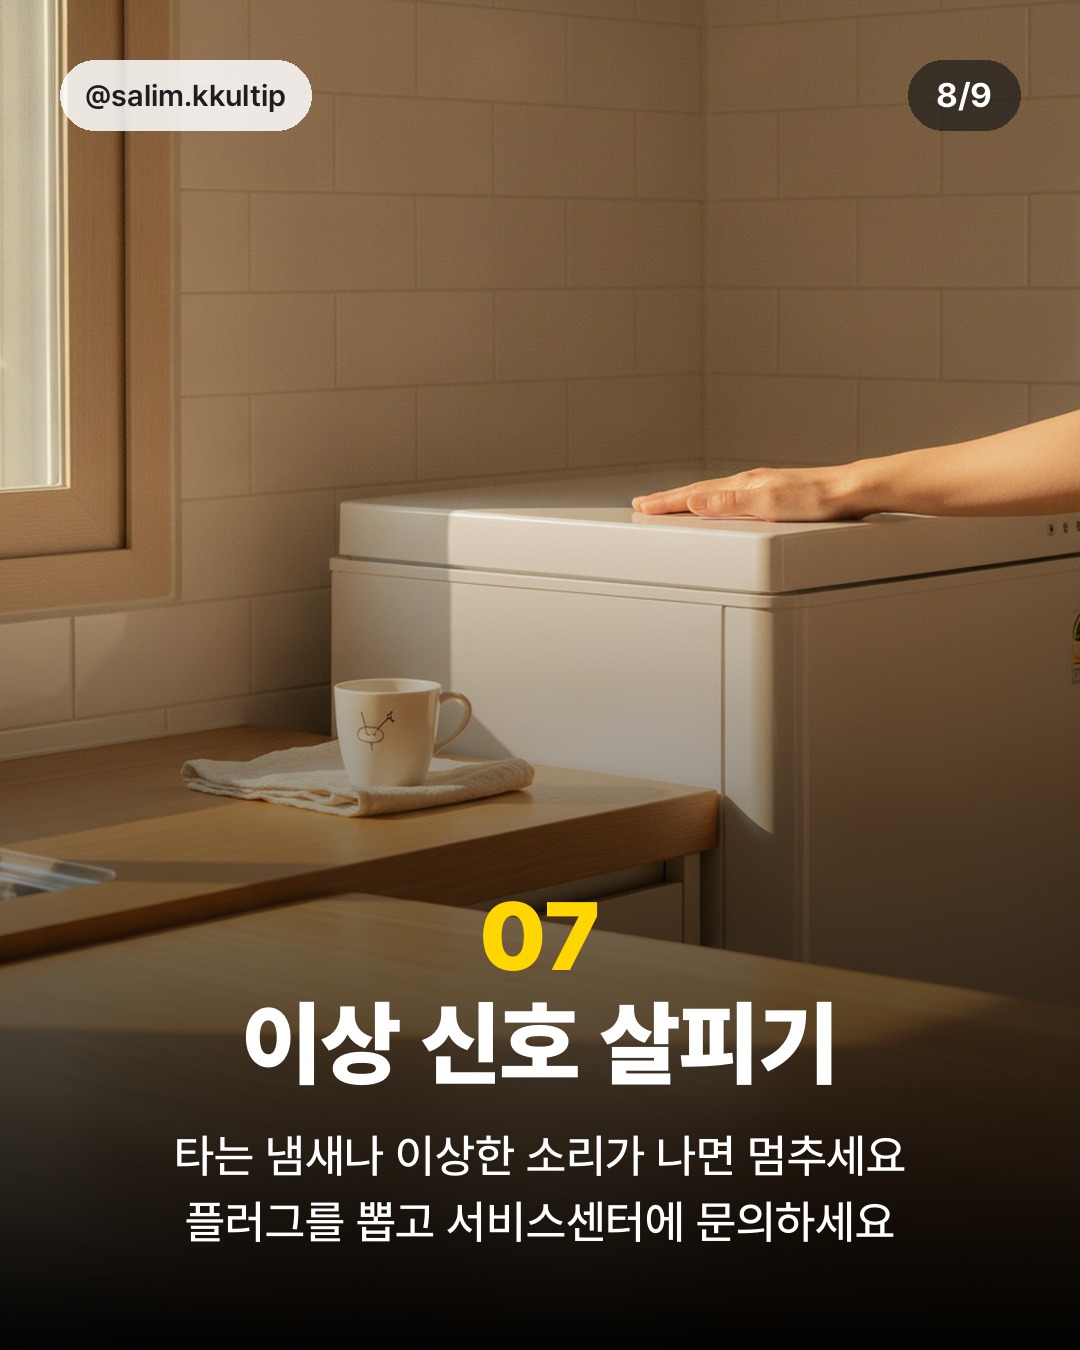 @salim.kkultip
8/9
07
이상 신호 살피기
타는 냄새나 이상한 소리가 나면 멈추세요
플러그를 뽑고 서비스센터에 문의하세요